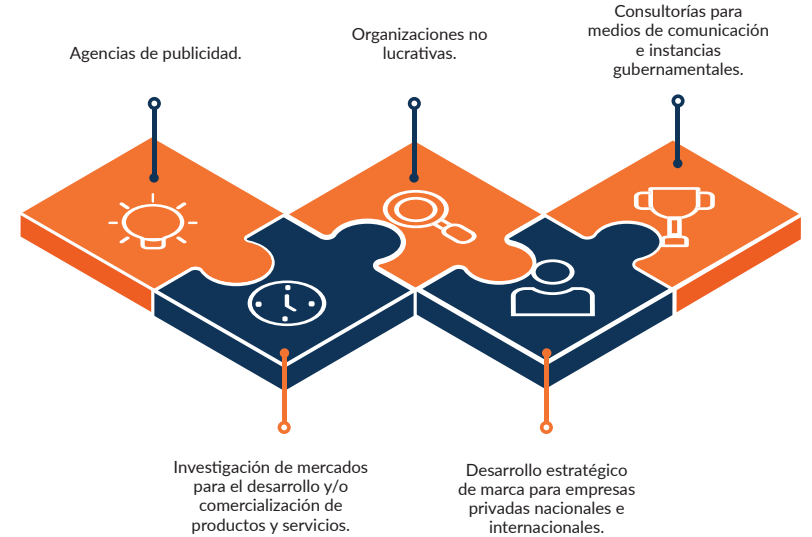 Agencias de publicidad.
Organizaciones no
lucrativas.
Consultorías para
medios de comunicación
e instancias
gubernamentales.
Investigación de mercados
para el desarrollo y/o
comercialización de
productos y servicios.
Desarrollo estratégico
de marca para empresas
privadas nacionales e
internacionales.